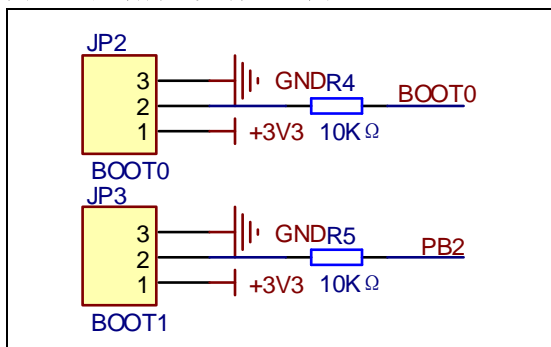 JP2
3 GND R4 BOOT0
2
1 +3V3 10KΩ
BOOT0
JP3
3 GND R5 PB2
2
1 +3V3 10KΩ
BOOT1